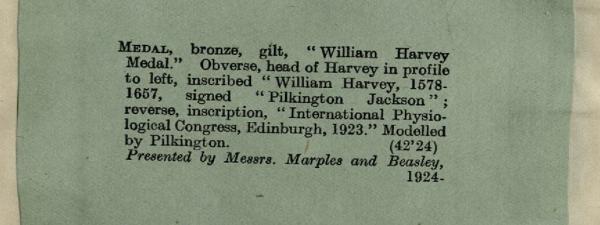 MEDAL, bronze, gilt, "William Harvey
Medal." Obverse, head of Harvey in profile
to left, inscribed "William Harvey, 1578-
1657, signed "Pilkington Jackson";
reverse, inscription, "International Physio-
logical Congress, Edinburgh, 1923." Modelled
by Pilkington. (42'24)
Presented by Messrs. Marples and Beasley,
1924-